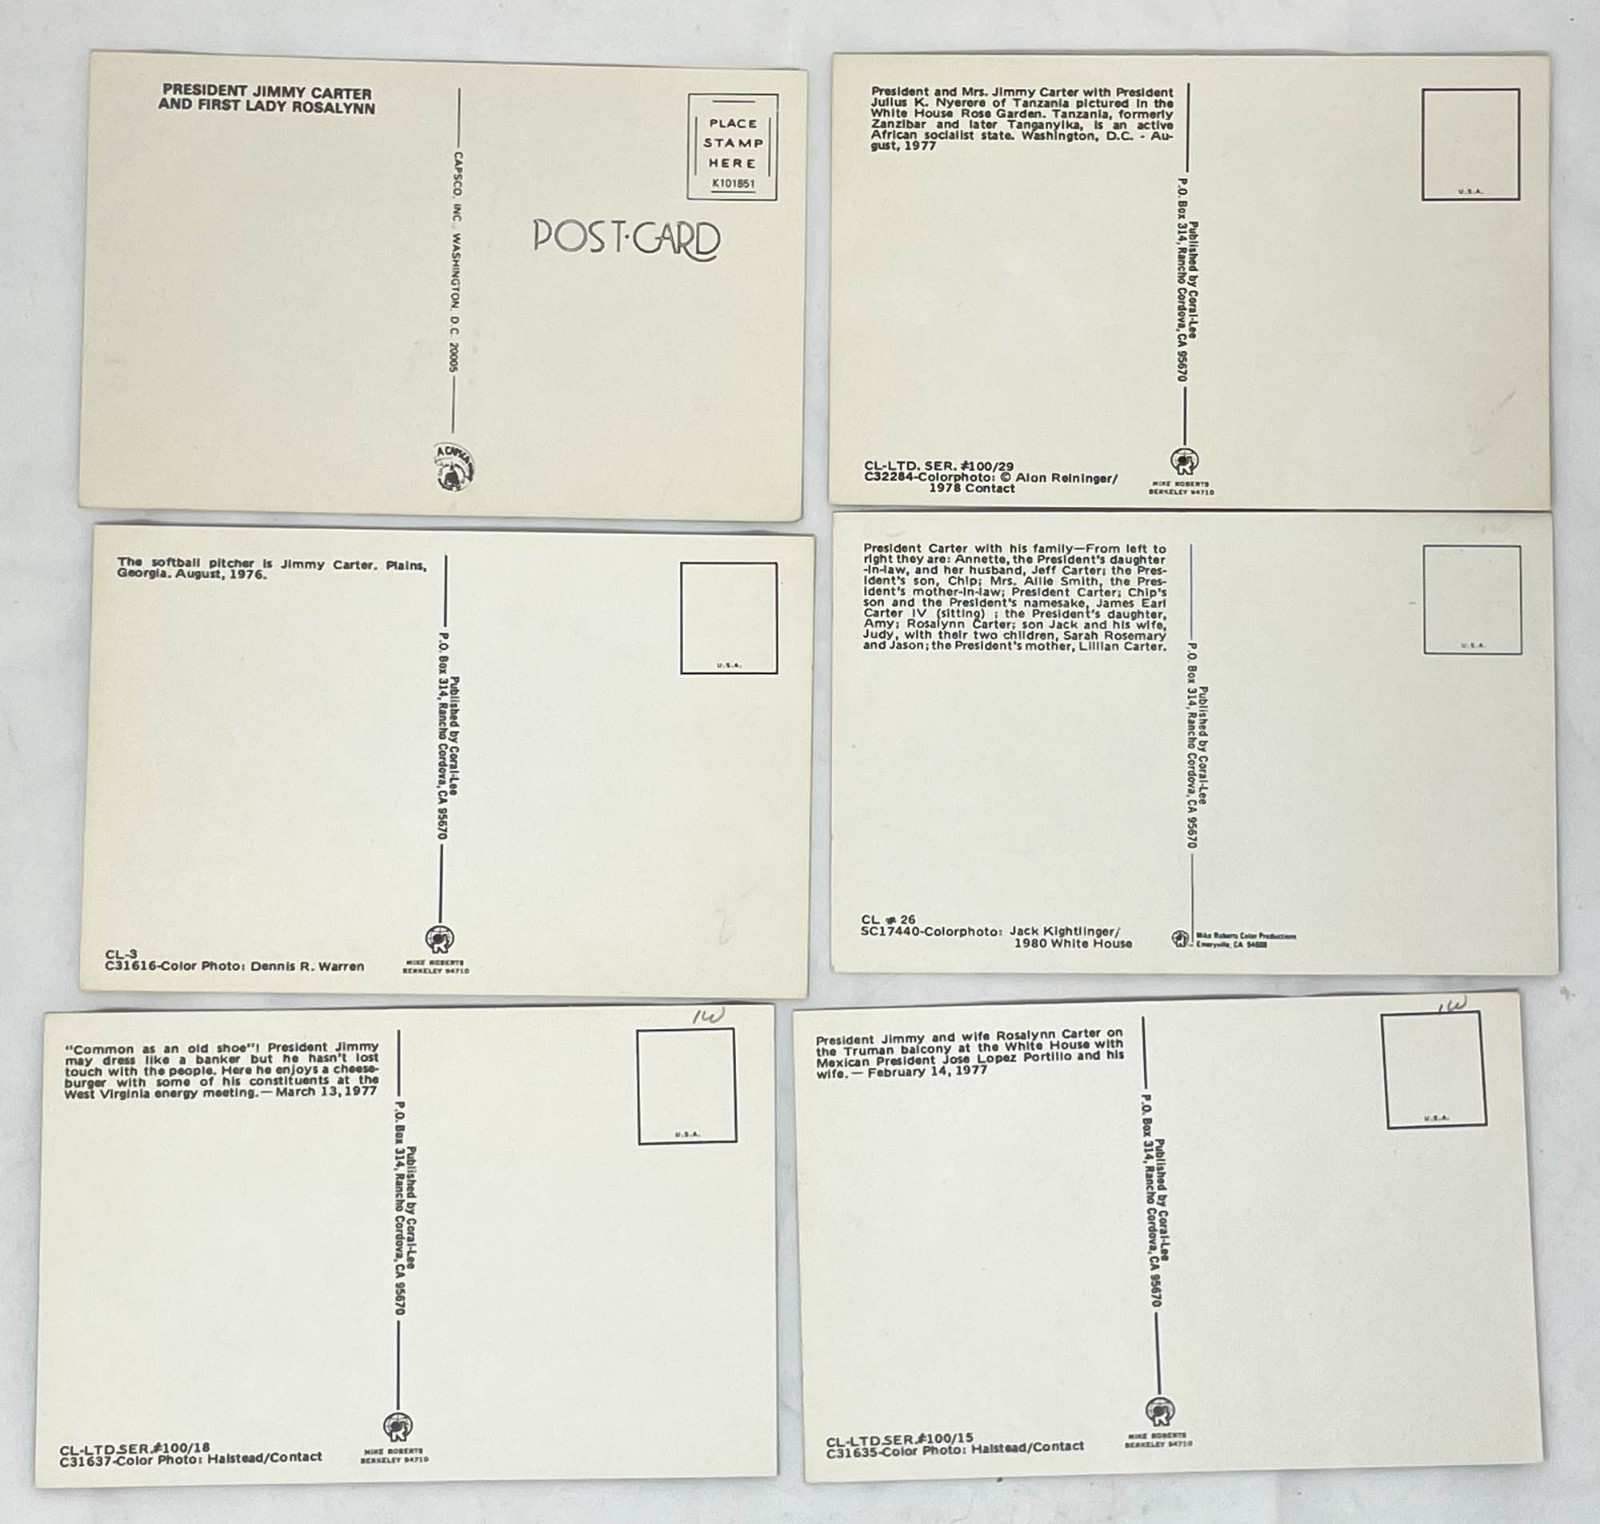 PRESIDENT JIMMY CARTER
AND FIRST LADY ROSALYNN
CAPSCO, INC., WASHINGTON, D.C. 20005
PLACE
STAMP
HERE
K101851
POST·CARD
President and Mrs. Jimmy Carter with President
Julius K. Nyerere of Tanzania pictured in the
White House Rose Garden. Tanzania, formerly
Zanzibar and later Tanganyika, is an active
African socialist state. Washington, D.C. - Au-
gust, 1977
Published by Coral-Lee
P.O. Box 314, Rancho Cordova, CA 95670
U.S.A.
CL-LTD. SER. #100/29
C32284-Colorphoto: © Alon Reininger/
1978 Contact
MIKE ROBERTS
BERKELEY 94710
The softball pitcher is Jimmy Carter. Plains,
Georgia. August, 1976.
Published by Coral-Lee
P.O. Box 314, Rancho Cordova, CA 95670
U.S.A.
CL-3
C31616-Color Photo: Dennis R. Warren
MIKE ROBERTS
BERKELEY 94710
President Carter with his family—From left to
right they are: Annette, the President's daughter
-in-law, and her husband, Jeff Carter; the Pres-
ident's son, Chip; Mrs. Allie Smith, the Pres-
ident's mother-in-law; President Carter; Chip's
son and the President's namesake, James Earl
Carter IV (sitting) ; the President's daughter,
Amy; Rosalynn Carter; son Jack and his wife,
Judy, with their two children, Sarah Rosemary
and Jason; the President's mother, Lillian Carter.
Published by Coral-Lee
P.O. Box 314, Rancho Cordova, CA 95670
U.S.A.
CL # 26
SC17440-Colorphoto: Jack Kightlinger/
1980 White House
Mike Roberts Color Productions
Emeryville, CA 94608
"Common as an old shoe"! President Jimmy
may dress like a banker but he hasn't lost
touch with the people. Here he enjoys a cheese-
burger with some of his constituents at the
West Virginia energy meeting.—March 13, 1977
Published by Coral-Lee
P.O. Box 314, Rancho Cordova, CA 95670
U.S.A.
CL-LTD.SER.#100/18
C31637-Color Photo: Halstead/Contact
MIKE ROBERTS
BERKELEY 94710
President Jimmy and wife Rosalynn Carter on
the Truman balcony at the White House with
Mexican President Jose Lopez Portillo and his
wife.— February 14, 1977
Published by Coral-Lee
P.O. Box 314, Rancho Cordova, CA 95670
U.S.A.
CL-LTD.SER.#100/15
C31635-Color Photo: Halstead/Contact
MIKE ROBERTS
BERKELEY 94710